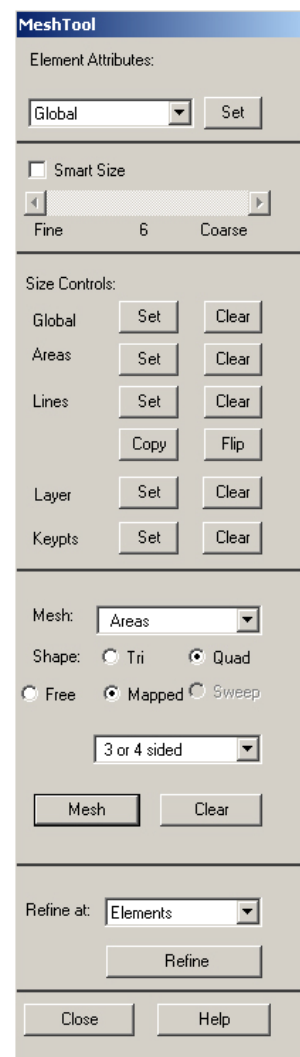 MeshTool
Element Attributes:
Global Set
Smart Size
Fine 6 Coarse
Size Controls:
Global Set Clear
Areas Set Clear
Lines Set Clear
Copy Flip
Layer Set Clear
Keypts Set Clear
Mesh: Areas
Shape: Tri Quad
Free Mapped Sweep
3 or 4 sided
Mesh Clear
Refine at: Elements
Refine
Close Help